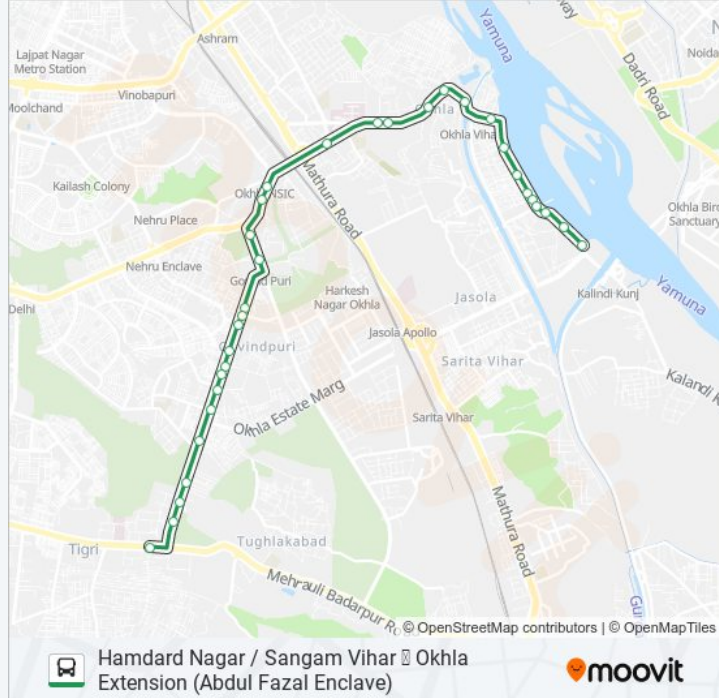 Yamuna
Ashram
Lajpat Nagar
Metro Station
Vinobapuri
Moolchand
Dadri Road
Noida
Okhla Vihar
Kailash Colony
Okhla NSIC
Mathura Road
Nehru Place
Okhla Bird
Sanctuary
Nehru Enclave
Govind Puri
Yamuna
Harkesh
Nagar Okhla
Jasola
Kalindi Kunj
Delhi
Jasola Apollo
Govindpuri
Sarita Vihar
Kalandi K
Okhla Estate Marg
Sarita Vihar
Mathura Road
Tigri
Tughlakabad
Mehrauli Badarpur Ro
Gu
© OpenStreetMap contributors | © OpenMapTiles
Hamdard Nagar / Sangam Vihar Okhla
Extension (Abdul Fazal Enclave)
moovit